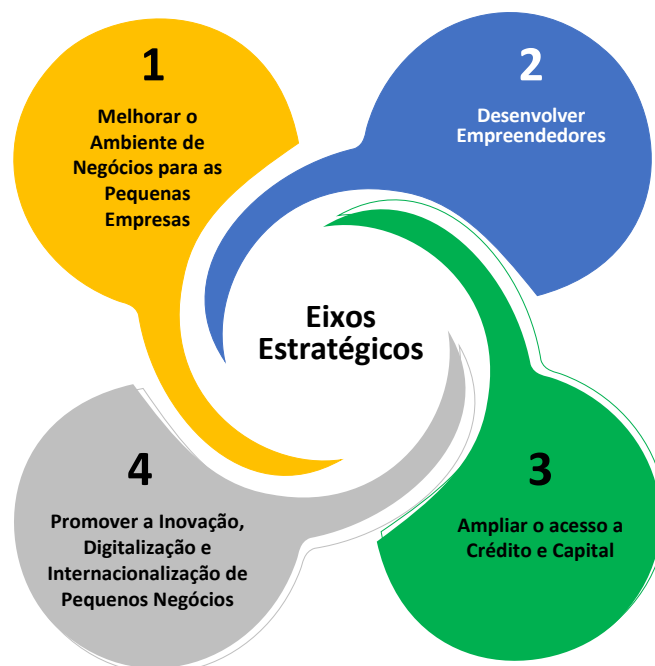 1
Melhorar o
Ambiente de
Negócios para as
Pequenas
Empresas
2
Desenvolver
Empreendedores
Eixos
Estratégicos
4
Promover a Inovação,
Digitalização e
Internacionalização de
Pequenos Negócios
3
Ampliar o acesso a
Crédito e Capital